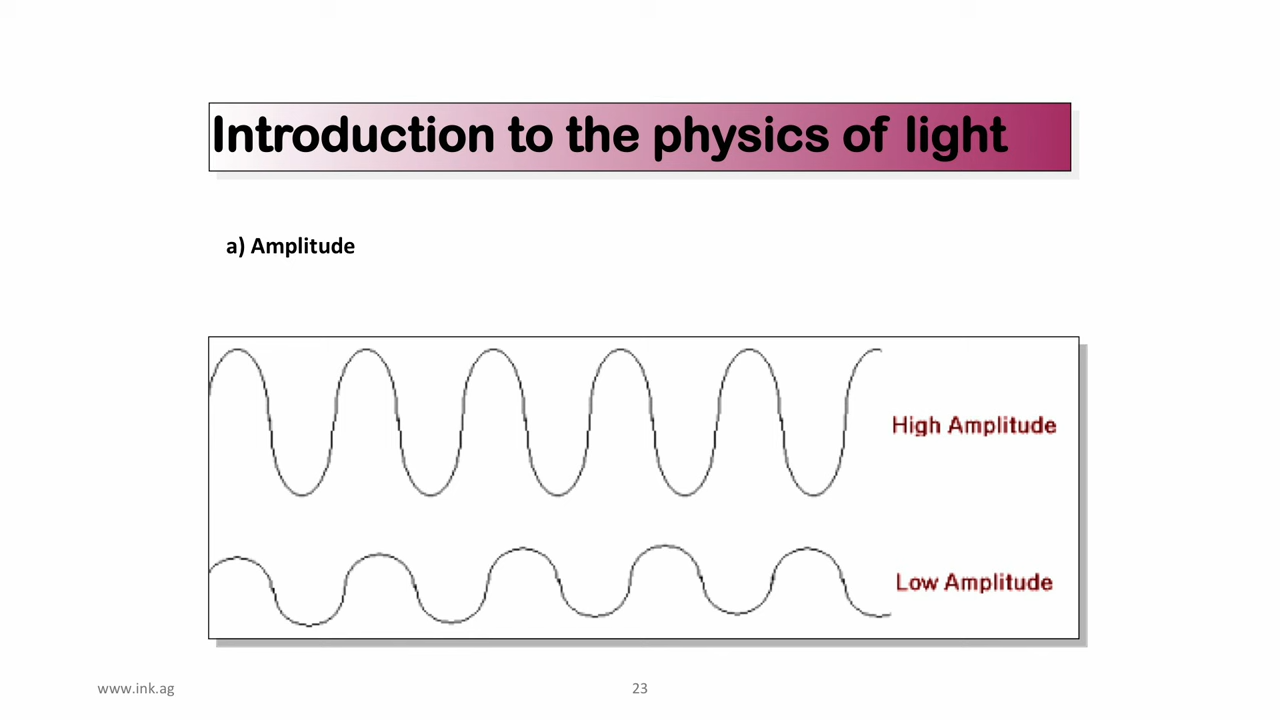 Introduction to the physics of light
a) Amplitude
High Amplitude
Low Amplitude
www.ink.ag
23